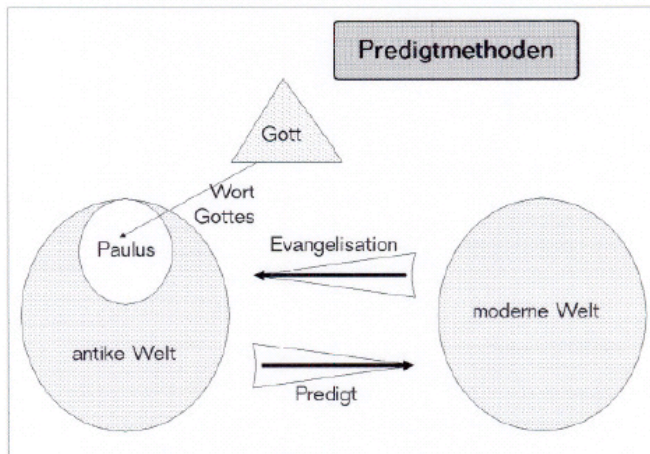 Predigtmethoden
Gott
Wort
Gottes
Paulus
Evangelisation
moderne Welt
antike Welt
Predigt